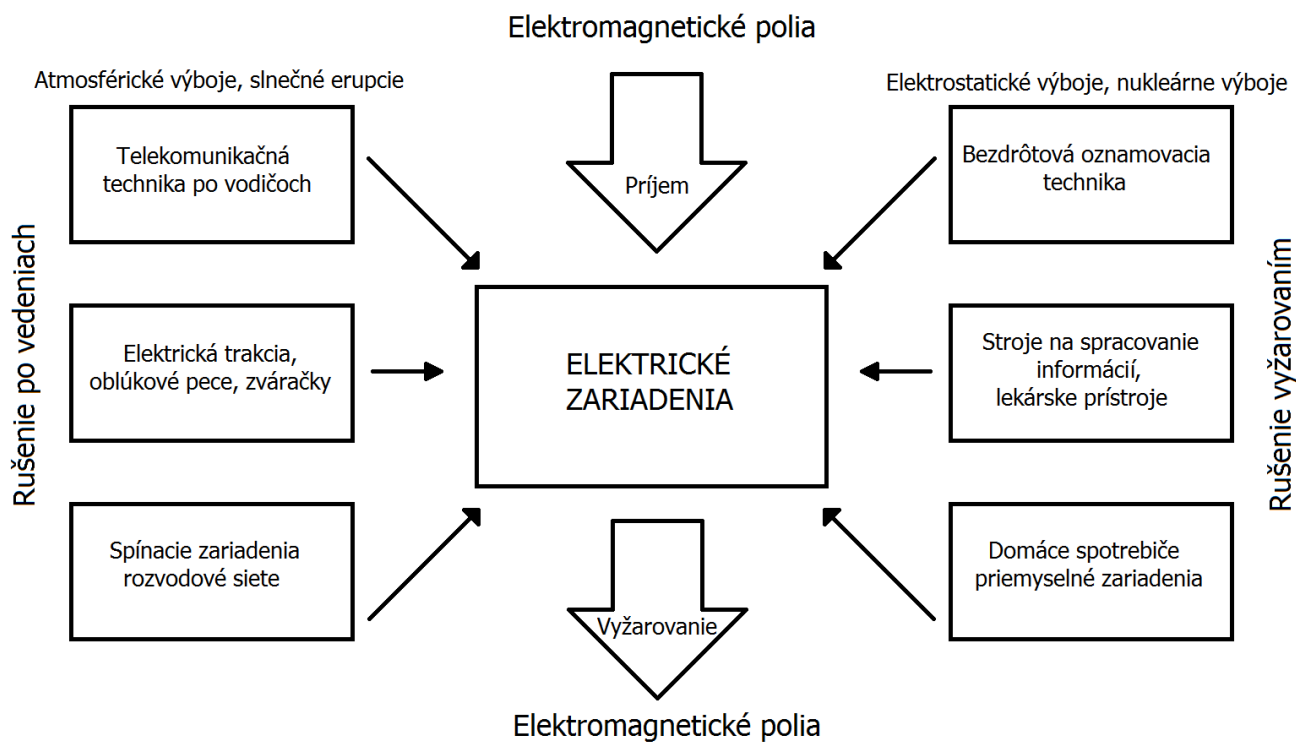 Elektromagnetické polia
Atmosférické výboje, slnečné erupcie
Elektrostatické výboje, nukleárne výboje
Telekomunikačná
technika po vodičoch
Príjem
Bezdrôtová oznamovacia
technika
Rušenie po vedeniach
Elektrická trakcia,
oblúkové pece, zváračky
ELEKTRICKÉ
ZARIADENIA
Stroje na spracovanie
informácií,
lekárske prístroje
Rušenie vyžarovaním
Spínacie zariadenia
rozvodové siete
Vyžarovanie
Domáce spotrebiče
priemyselné zariadenia
Elektromagnetické polia